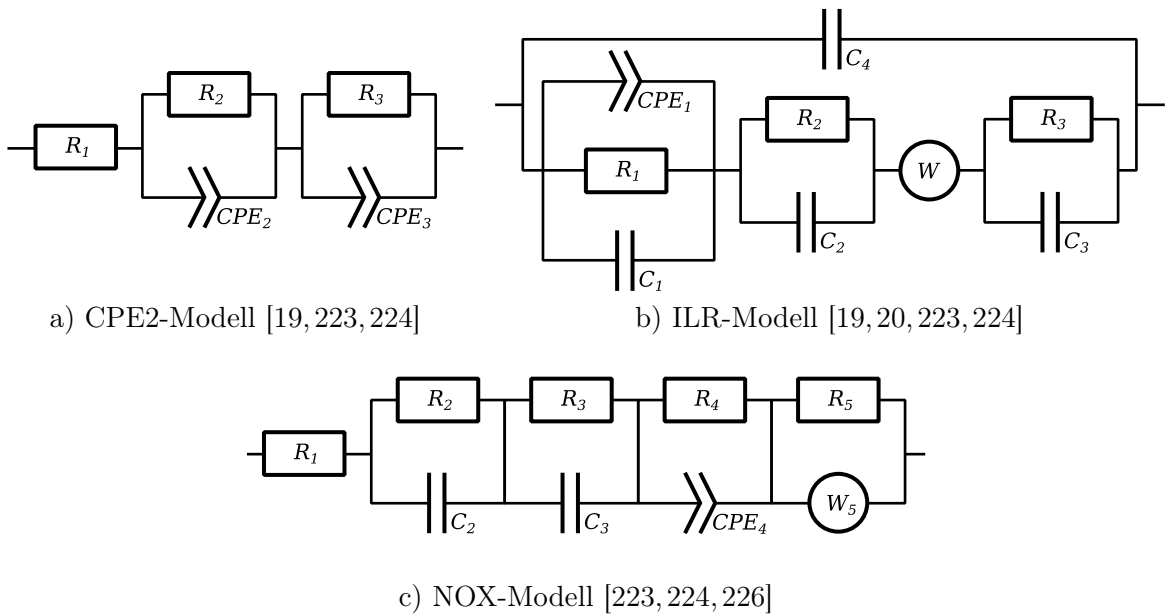 R1
R2
CPE2
R3
CPE3
a) CPE2-Modell [19, 223, 224]
C4
CPE1
R1
C1
R2
C2
W
R3
C3
b) ILR-Modell [19, 20, 223, 224]
R1
R2
C2
R3
C3
R4
CPE4
R5
W5
c) NOX-Modell [223, 224, 226]